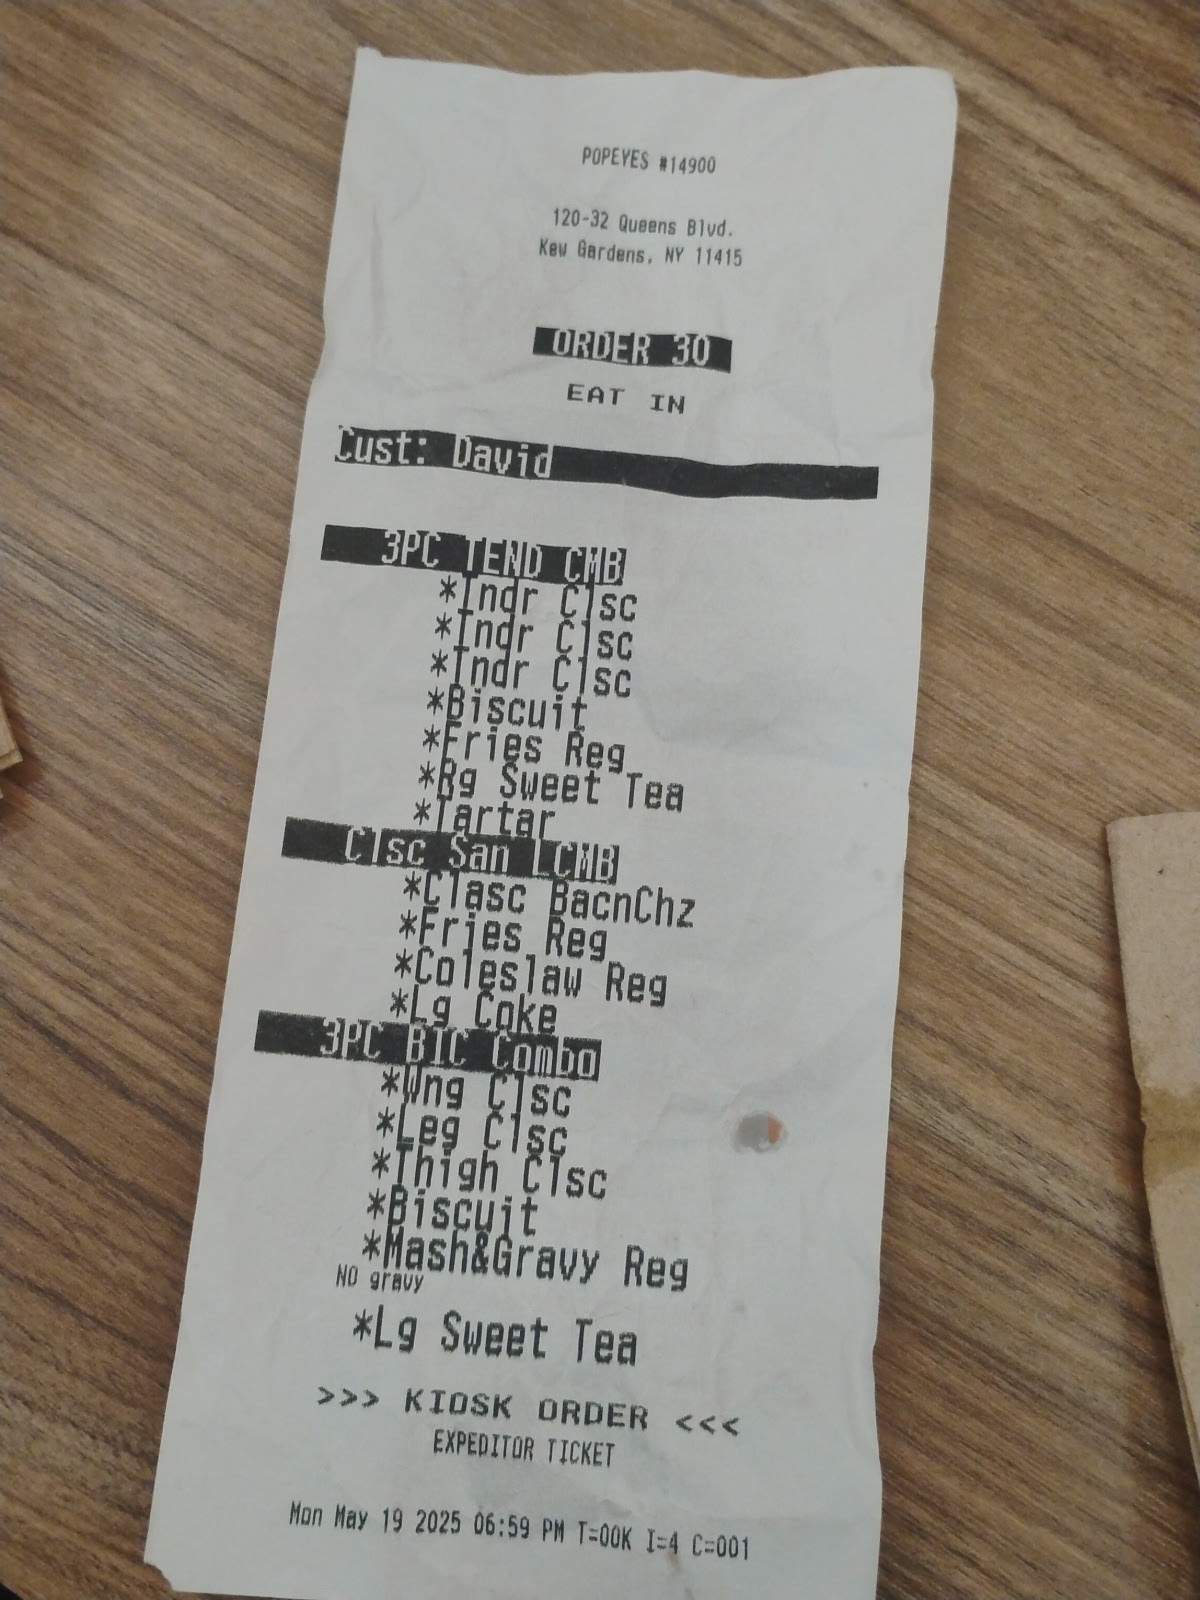 POPEYES #14900
120-32 Queens Blvd.
Kew Gardens, NY 11415
ORDER 30
EAT IN
Cust: David
3PC TEND CMB
*Tndr Clsc
*Tndr Clsc
*Tndr Clsc
*Biscuit
*Fries Reg
*Rg Sweet Tea
*Tartar
Clsc San LCMB
*Clasc BacnChz
*Fries Reg
*Coleslaw Reg
*Lg Coke
3PC BIC Combo
*Wng Clsc
*Leg Clsc
*Thigh Clsc
*Biscuit
*Mash&Gravy Reg
NO gravy
*Lg Sweet Tea
>>> KIOSK ORDER <<<
EXPEDITOR TICKET
Mon May 19 2025 06:59 PM T=00K I=4 C=001